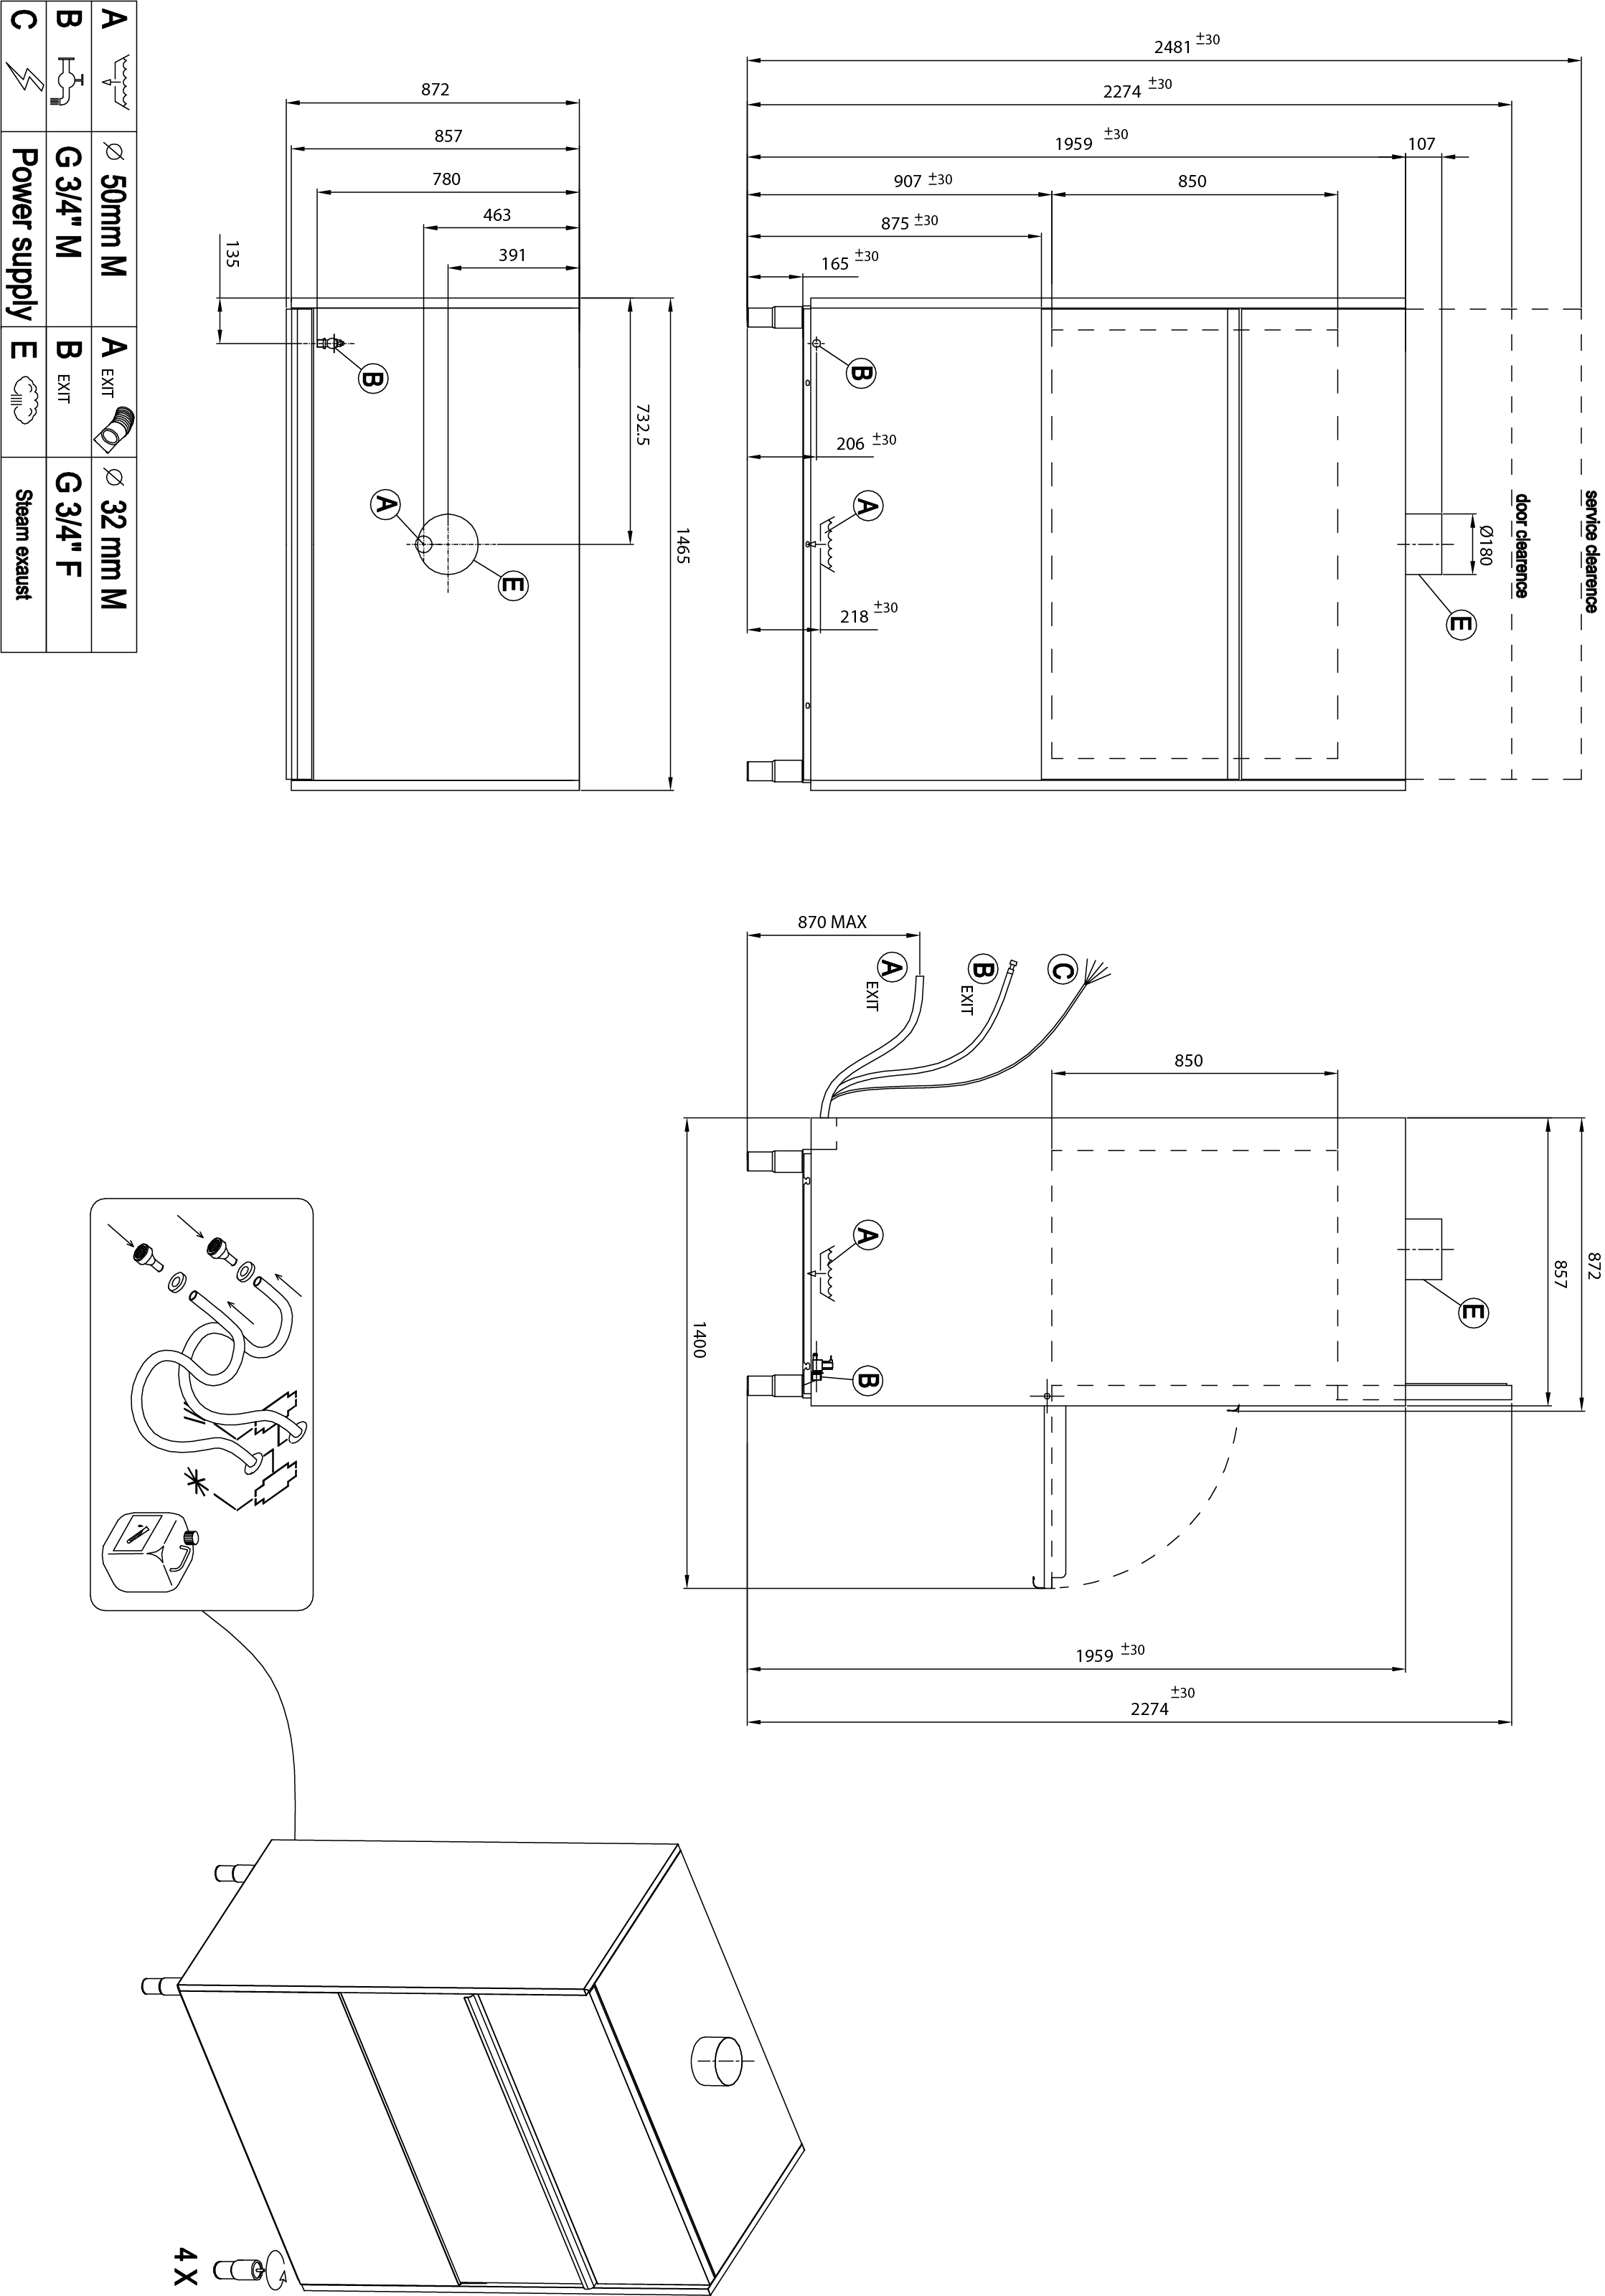 service clearence
door clearence
2481 ±30
2274 ±30
1959 ±30
107
907 ±30
850
875 ±30
165 ±30
B
206 ±30
A
218 ±30
Ø180
E
872
857
780
463
391
135
732.5
1465
B
A
E
870 MAX
A EXIT
B EXIT
C
850
872
857
E
A
B
1400
1959 ±30
2274 ±30
A ⌀ 50mm M A EXIT ⌀ 32 mm M
B G 3/4" M B EXIT G 3/4" F
C Power supply E Steam exaust
4 X